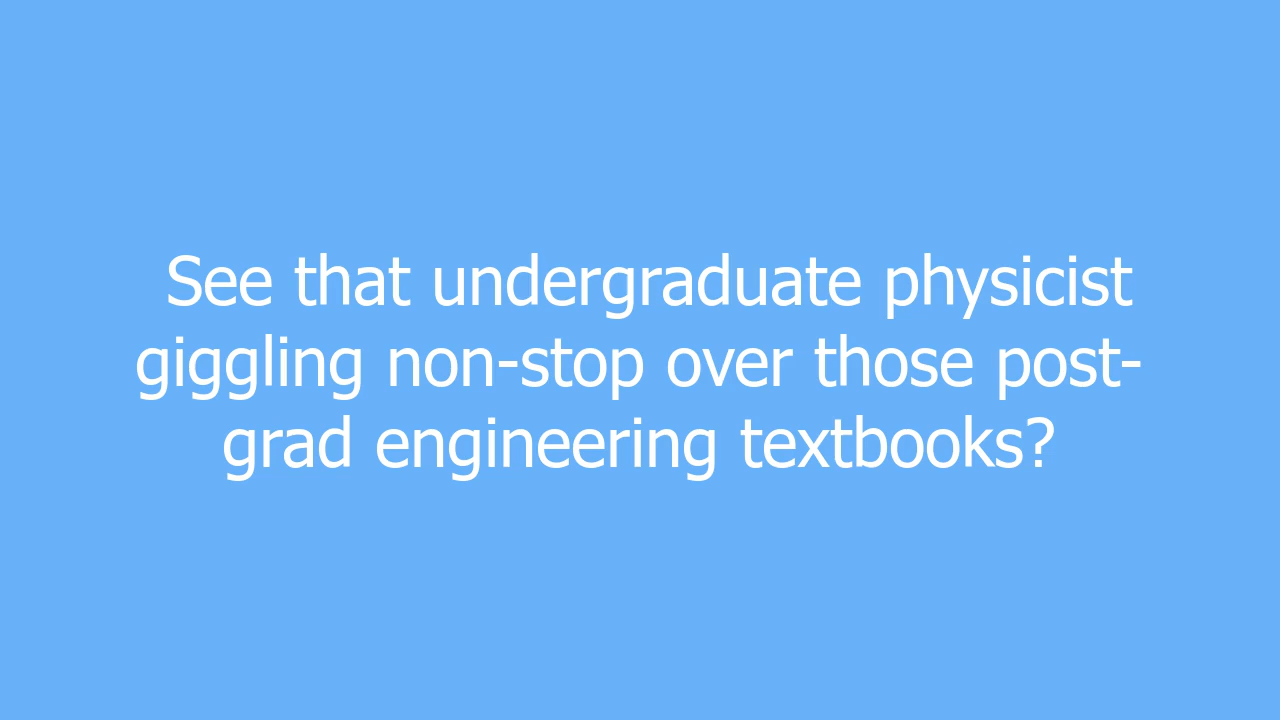 See that undergraduate physicist
giggling non-stop over those post-
grad engineering textbooks?